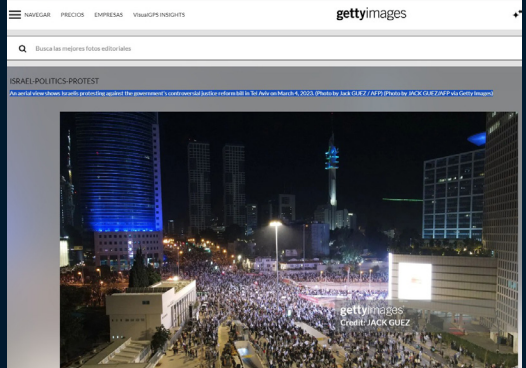 NAVEGAR PRECIOS EMPRESAS VisualGPS INSIGHTS gettyimages
Busca las mejores fotos editoriales
ISRAEL-POLITICS-PROTEST
An aerial view shows Israelis protesting against the government's controversial justice reform bill in Tel Aviv on March 4, 2023. (Photo by Jack GUEZ / AFP) (Photo by JACK GUEZ/AFP via Getty Images)
gettyimages
Credit: JACK GUEZ